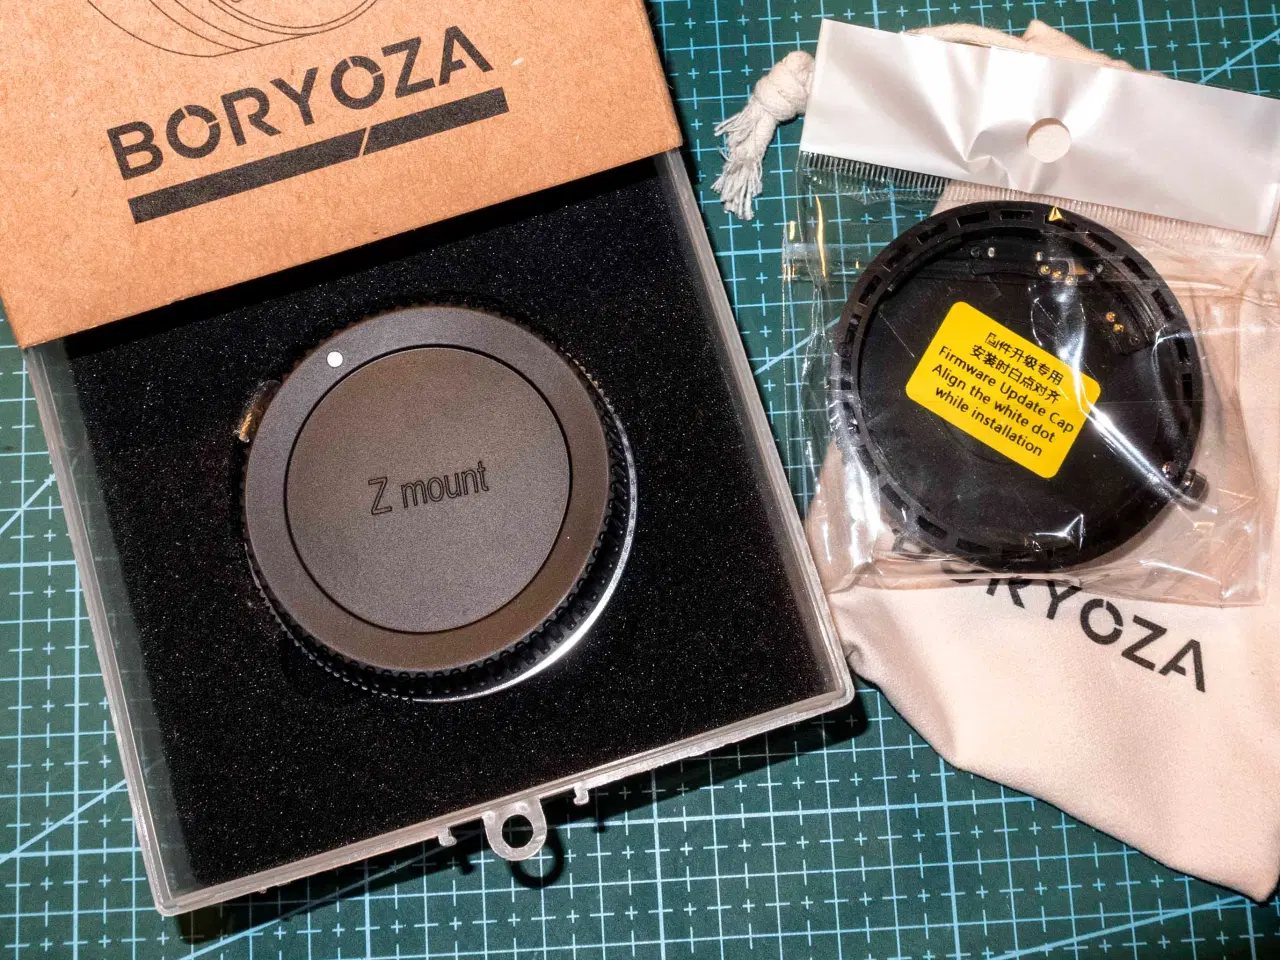 BORYOZA
Z mount
固件升级专用
安装时白点对齐
Firmware Update Cap
Align the white dot
while installation
ORYOZA